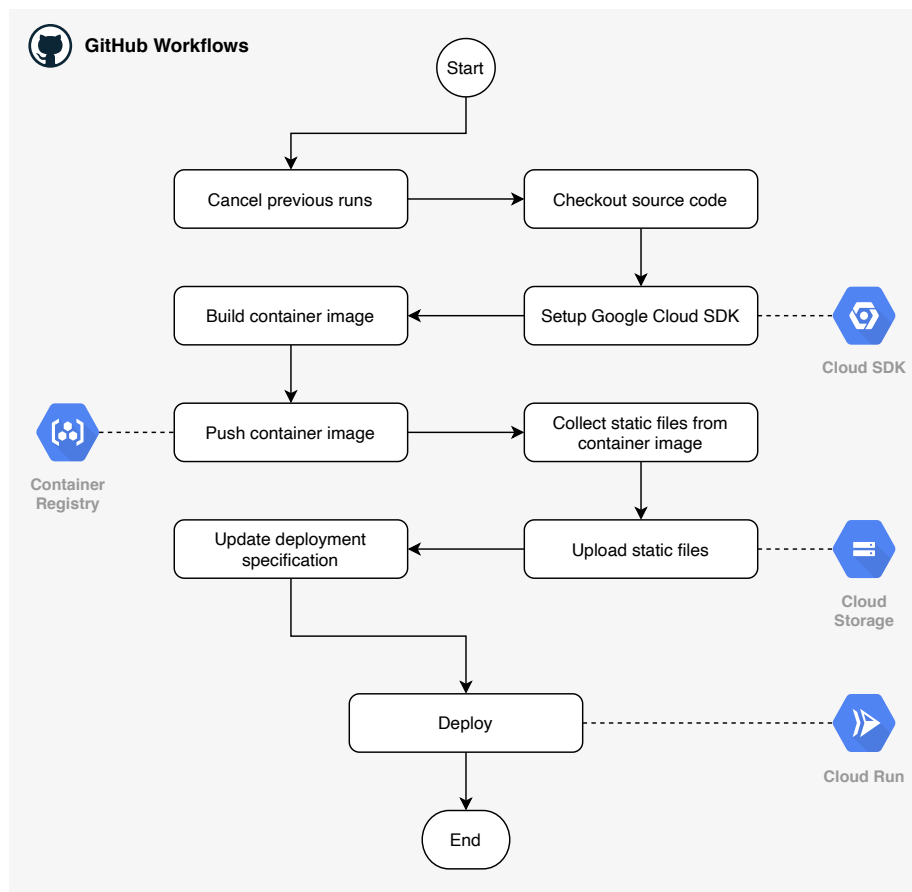 GitHub Workflows
Start
Cancel previous runs
Checkout source code
Build container image
Setup Google Cloud SDK
Cloud SDK
Push container image
Collect static files from
container image
Container
Registry
Update deployment
specification
Upload static files
Cloud
Storage
Deploy
Cloud Run
End